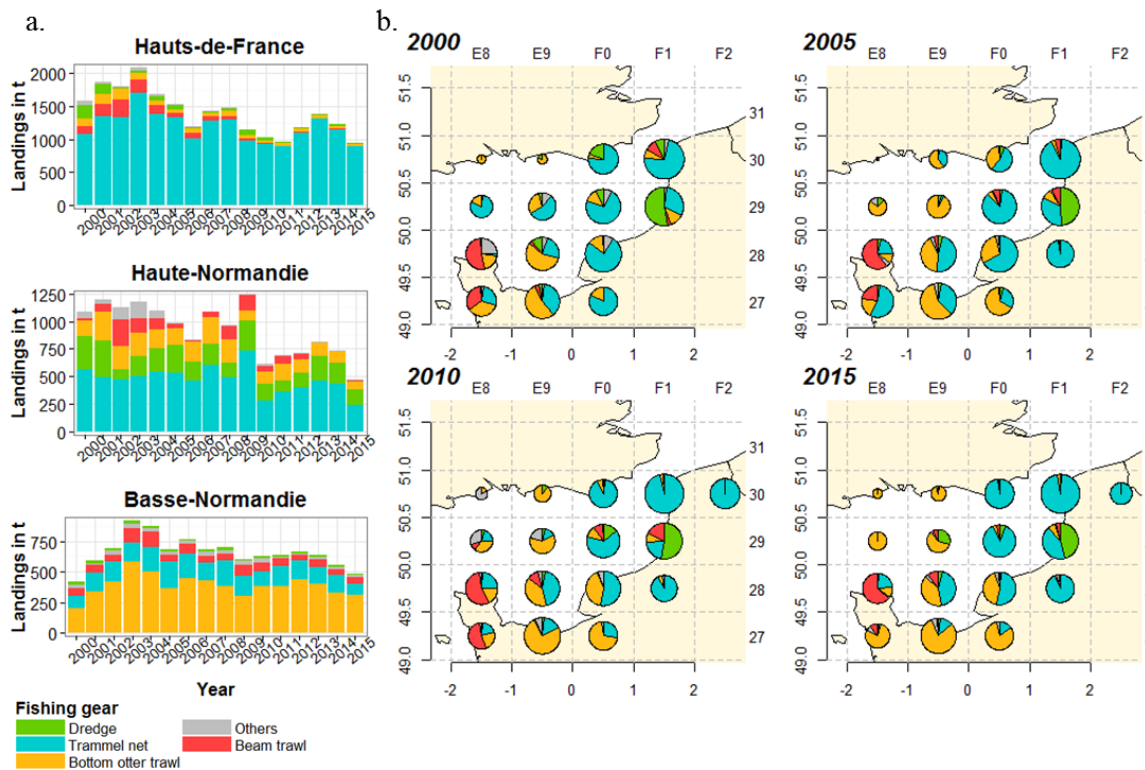 a.
Hauts-de-France
Landings in t
2000
1500
1000
500
0
2000 2001 2002 2003 2004 2005 2006 2007 2008 2009 2010 2011 2012 2013 2014 2015
Haute-Normandie
Landings in t
1250
1000
750
500
250
0
2000 2001 2002 2003 2004 2005 2006 2007 2008 2009 2010 2011 2012 2013 2014 2015
Basse-Normandie
Landings in t
750
500
250
0
2000 2001 2002 2003 2004 2005 2006 2007 2008 2009 2010 2011 2012 2013 2014 2015
Year
Fishing gear
Dredge
Trammel net
Bottom otter trawl
Others
Beam trawl
b.
2000
E8 E9 F0 F1 F2
51.5
51.0
50.5
50.0
49.5
49.0
31
30
29
28
27
-2 -1 0 1 2
2005
E8 E9 F0 F1 F2
51.5
51.0
50.5
50.0
49.5
49.0
-2 -1 0 1 2
2010
E8 E9 F0 F1 F2
51.5
51.0
50.5
50.0
49.5
49.0
31
30
29
28
27
-2 -1 0 1 2
2015
E8 E9 F0 F1 F2
51.5
51.0
50.5
50.0
49.5
49.0
-2 -1 0 1 2